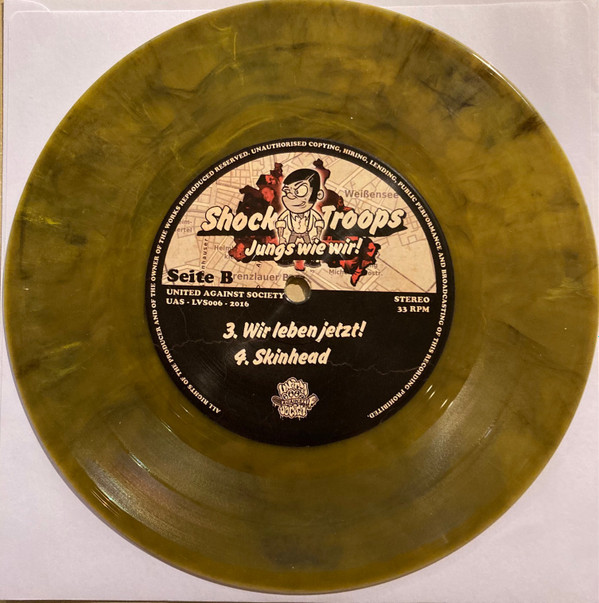 ALL RIGHTS OF THE PRODUCER AND OF THE OWNER OF THE WORKS REPRODUCED RESERVED. UNAUTHORISED COPYING, HIRING, LENDING, PUBLIC PERFORMANCE AND BROADCASTING OF THIS RECORDING PROHIBITED.
Weißensee
Shock Troops
Jungs wie wir!
Seite B
renzlauer B
UNITED AGAINST SOCIETY
UAS - LVS006 - 2016
STEREO
33 RPM
3. Wir leben jetzt!
4. Skinhead